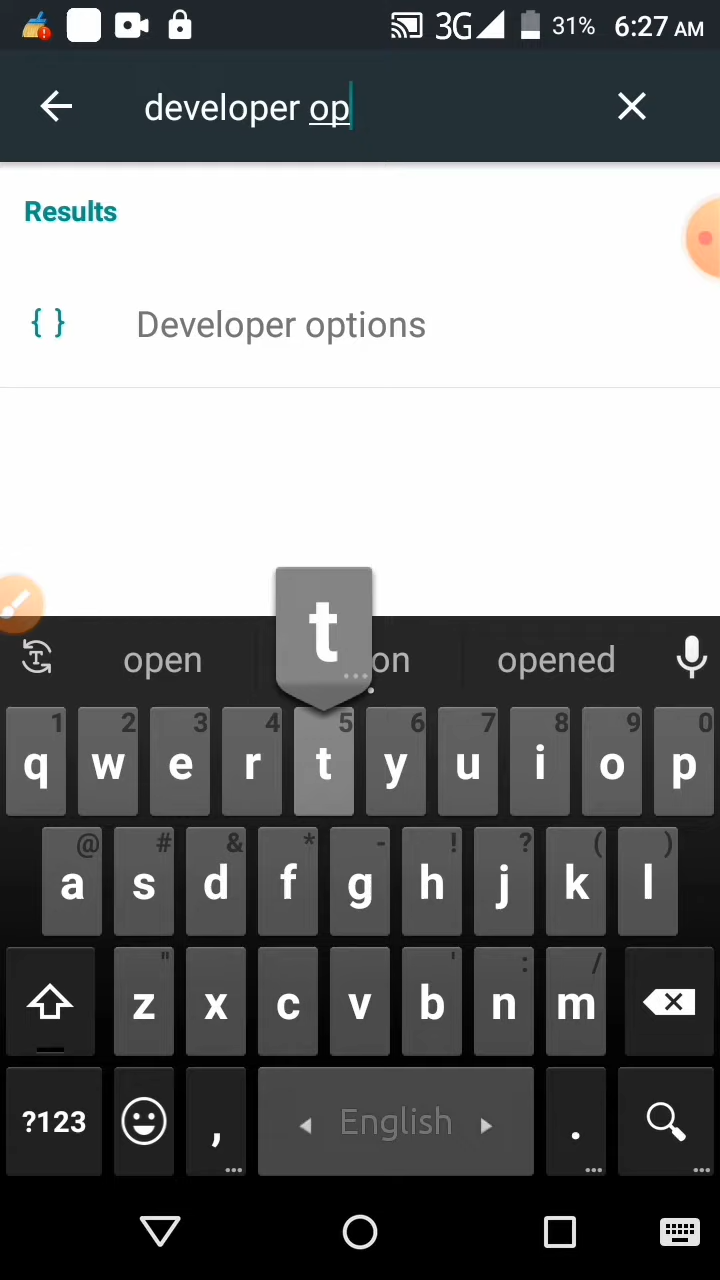 3G 31% 6:27 AM
developer op
Results
Developer options
t
open on opened
1 2 3 4 5 6 7 8 9 0
q w e r t y u i o p
@ # & * - ! ? ( )
a s d f g h j k l
" ' : /
z x c v b n m
?123 , English .